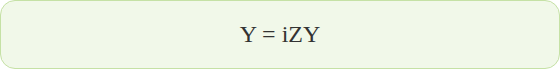 Y = iZY